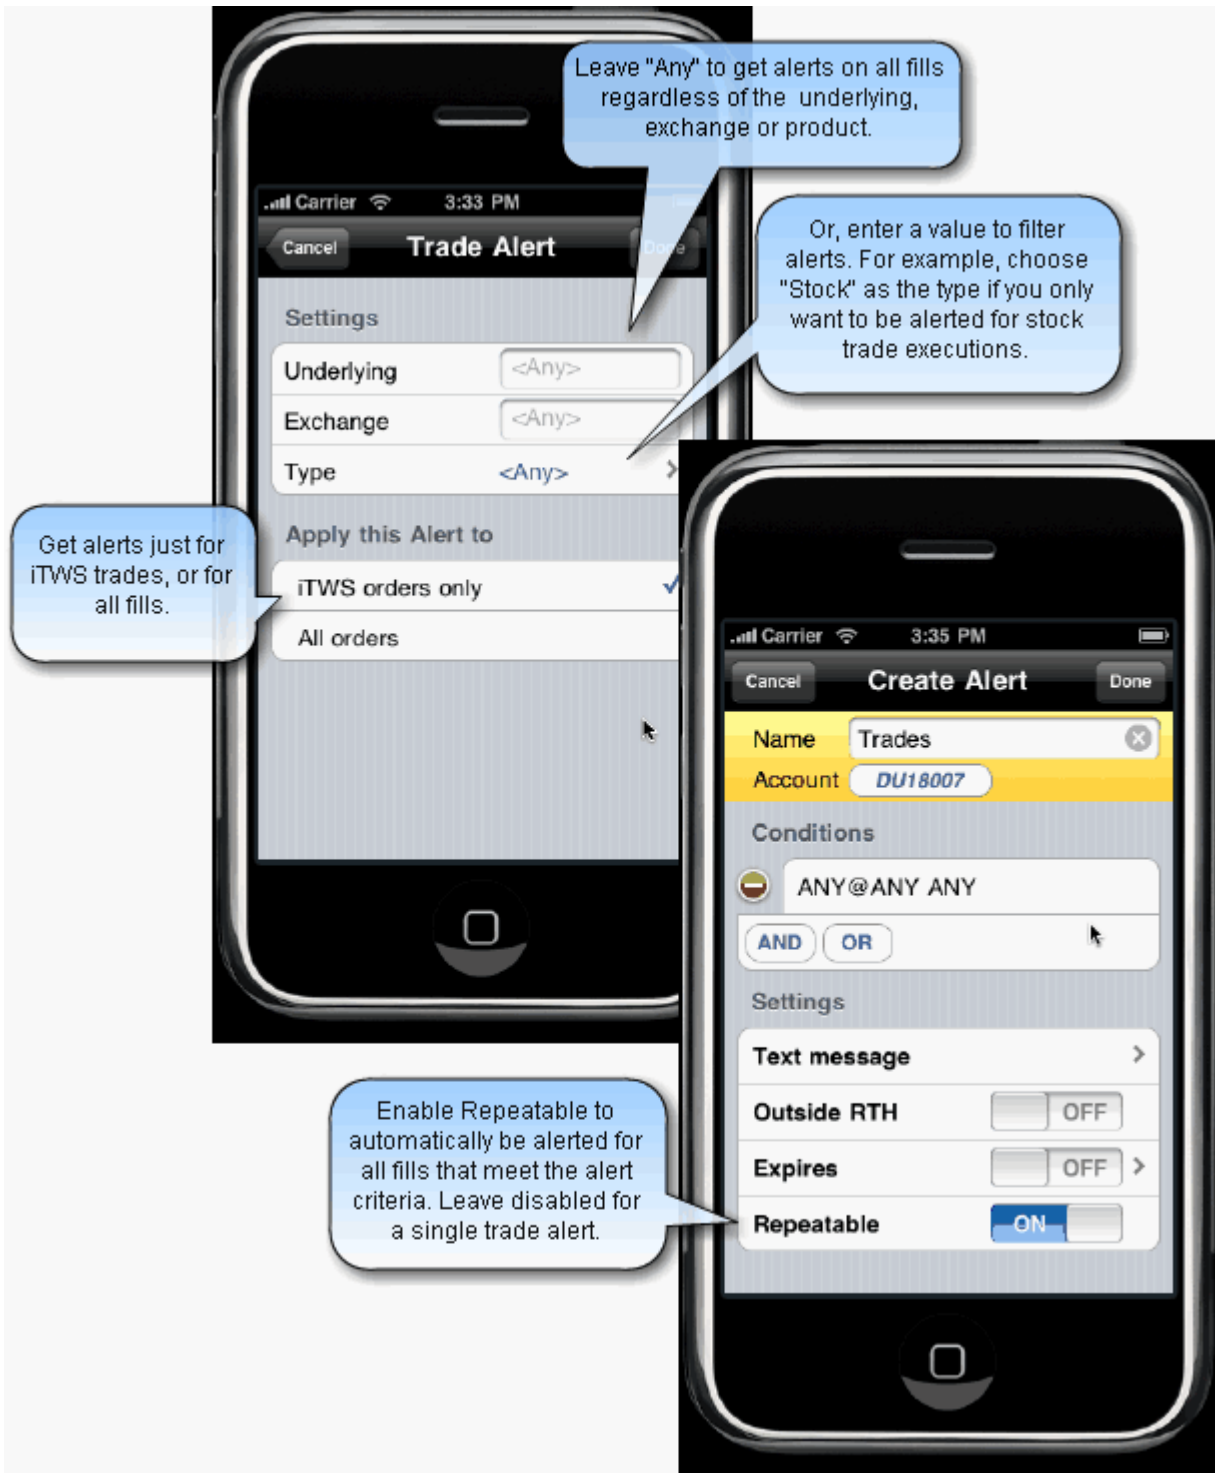 Leave "Any" to get alerts on all fills
regardless of the underlying,
exchange or product.
Carrier 3:33 PM
Cancel Trade Alert Done
Or, enter a value to filter
alerts. For example, choose
"Stock" as the type if you only
want to be alerted for stock
trade executions.
Settings
Underlying <Any>
Exchange <Any>
Type <Any>
Apply this Alert to
iTWS orders only
All orders
Get alerts just for
iTWS trades, or for
all fills.
Carrier 3:35 PM
Cancel Create Alert Done
Name Trades
Account DU18007
Conditions
ANY@ANY ANY
AND OR
Settings
Text message
Outside RTH OFF
Expires OFF
Repeatable ON
Enable Repeatable to
automatically be alerted for
all fills that meet the alert
criteria. Leave disabled for
a single trade alert.